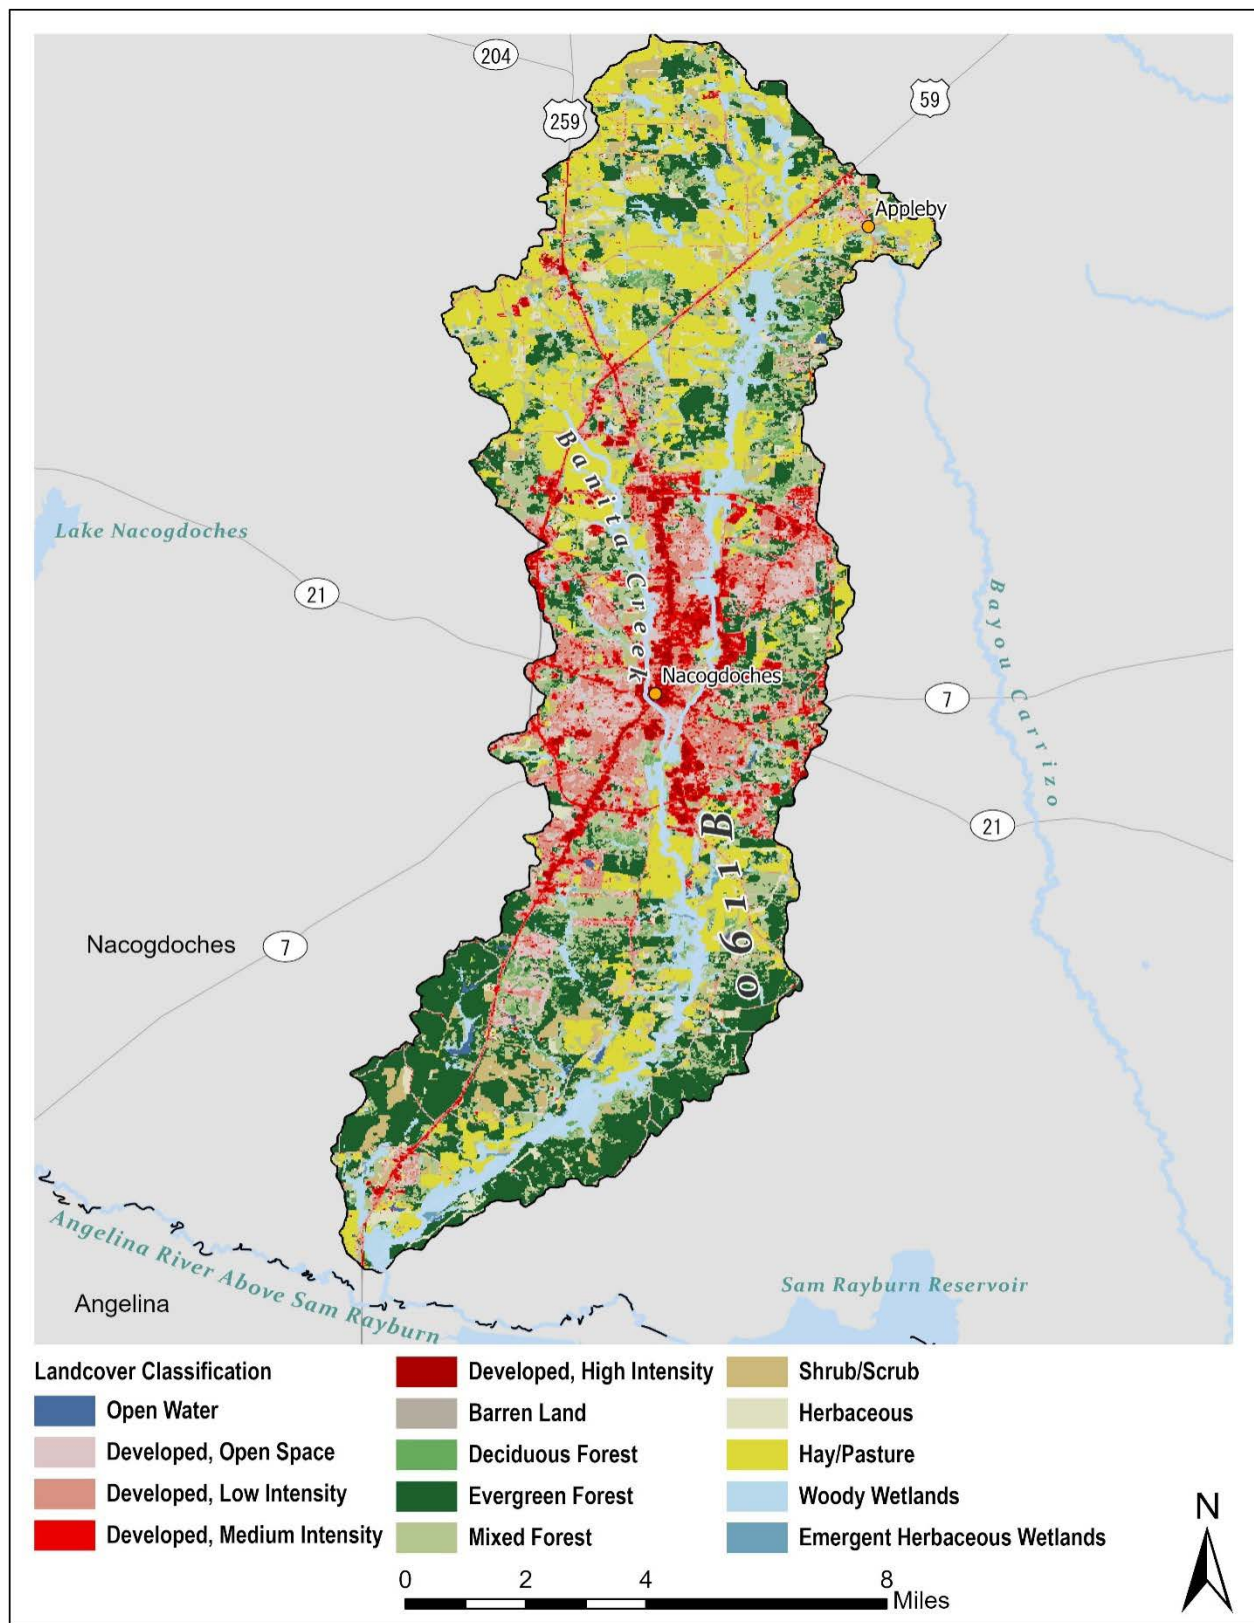 204
259
59
Appleby
Banita Creek
Lake Nacogdoches
21
Bayou Carrizo
Nacogdoches
7
21
0611B
Nacogdoches
7
Angelina River Above Sam Rayburn
Sam Rayburn Reservoir
Angelina
Landcover Classification
Open Water
Developed, Open Space
Developed, Low Intensity
Developed, Medium Intensity
Developed, High Intensity
Barren Land
Deciduous Forest
Evergreen Forest
Mixed Forest
Shrub/Scrub
Herbaceous
Hay/Pasture
Woody Wetlands
Emergent Herbaceous Wetlands
N
0 2 4 8 Miles